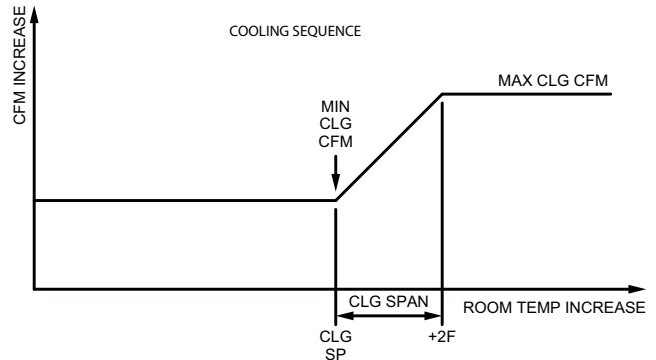 COOLING SEQUENCE
CFM INCREASE
MAX CLG CFM
MIN
CLG
CFM
CLG SPAN
ROOM TEMP INCREASE
CLG
SP
+2F